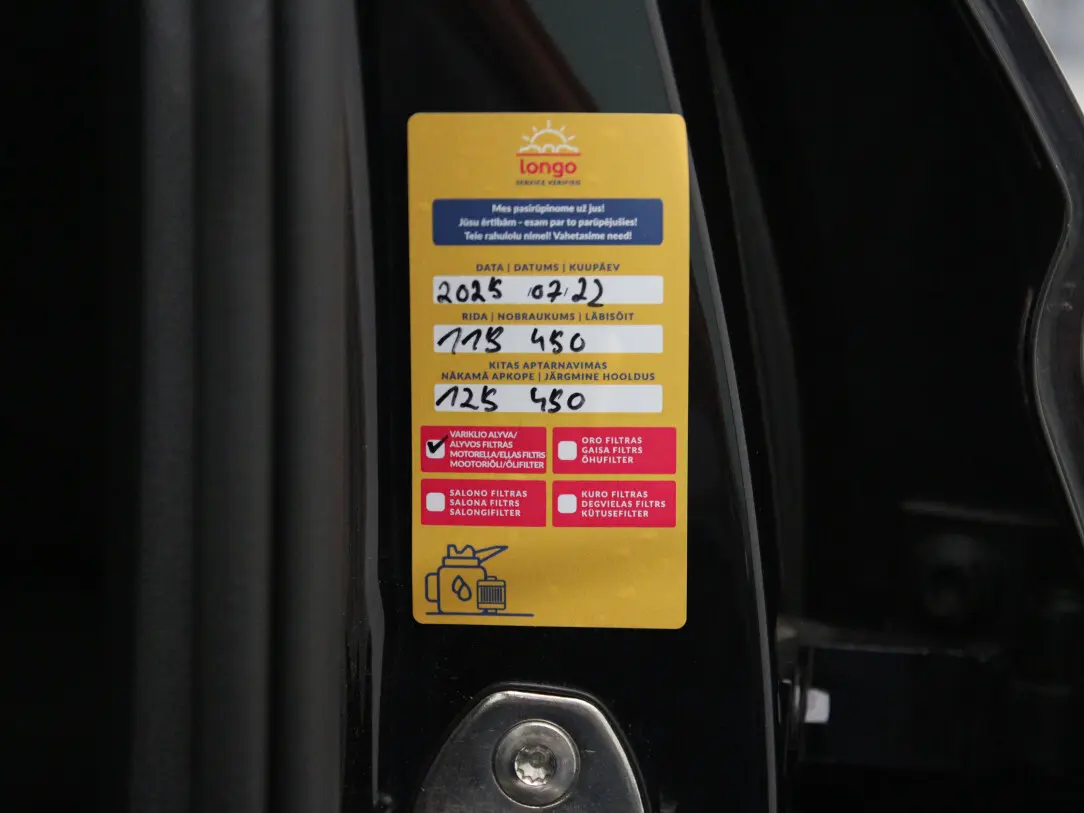 longo
SERVICE VERIFIED
Mes pasirūpinome už jus!
Jūsu ērtībām - esam par to parūpējušies!
Teie rahulolu nimel! Vahetasime need!
DATA | DATUMS | KUUPÄEV
2025 07 22
RIDA | NOBRAUKUMS | LÄBISÕIT
115 450
KITAS APTARNAVIMAS
NĀKAMĀ APKOPE | JÄRGMINE HOOLDUS
125 450
VARIKLIO ALYVA/
ALYVOS FILTRAS
MOTOREĻĻA/EĻĻAS FILTRS
MOOTORIÕLI/ÕLIFILTER
ORO FILTRAS
GAISA FILTRS
ÕHUFILTER
SALONO FILTRAS
SALONA FILTRS
SALONGIFILTER
KURO FILTRAS
DEGVIELAS FILTRS
KÜTUSEFILTER